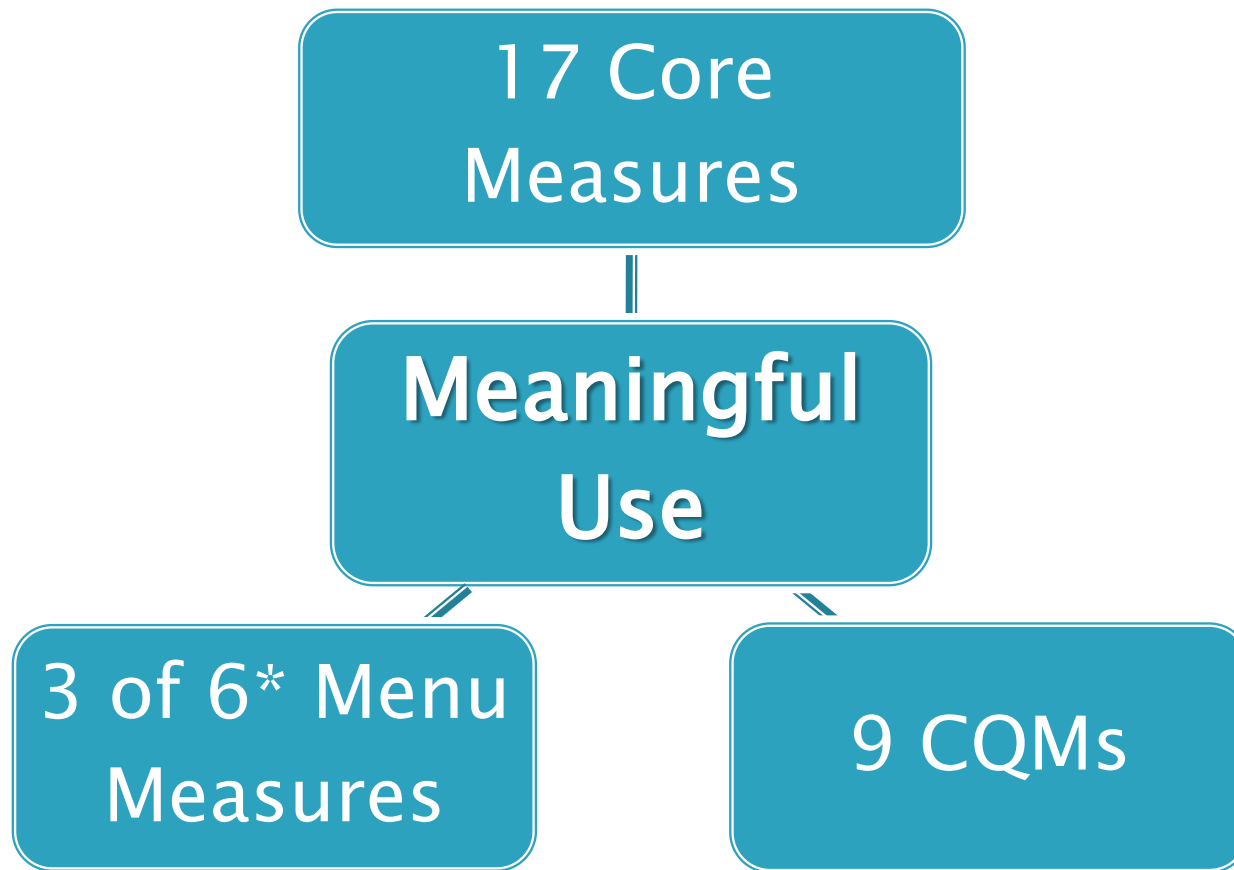 17 Core
Measures
Meaningful
Use
3 of 6* Menu
Measures
9 CQMs